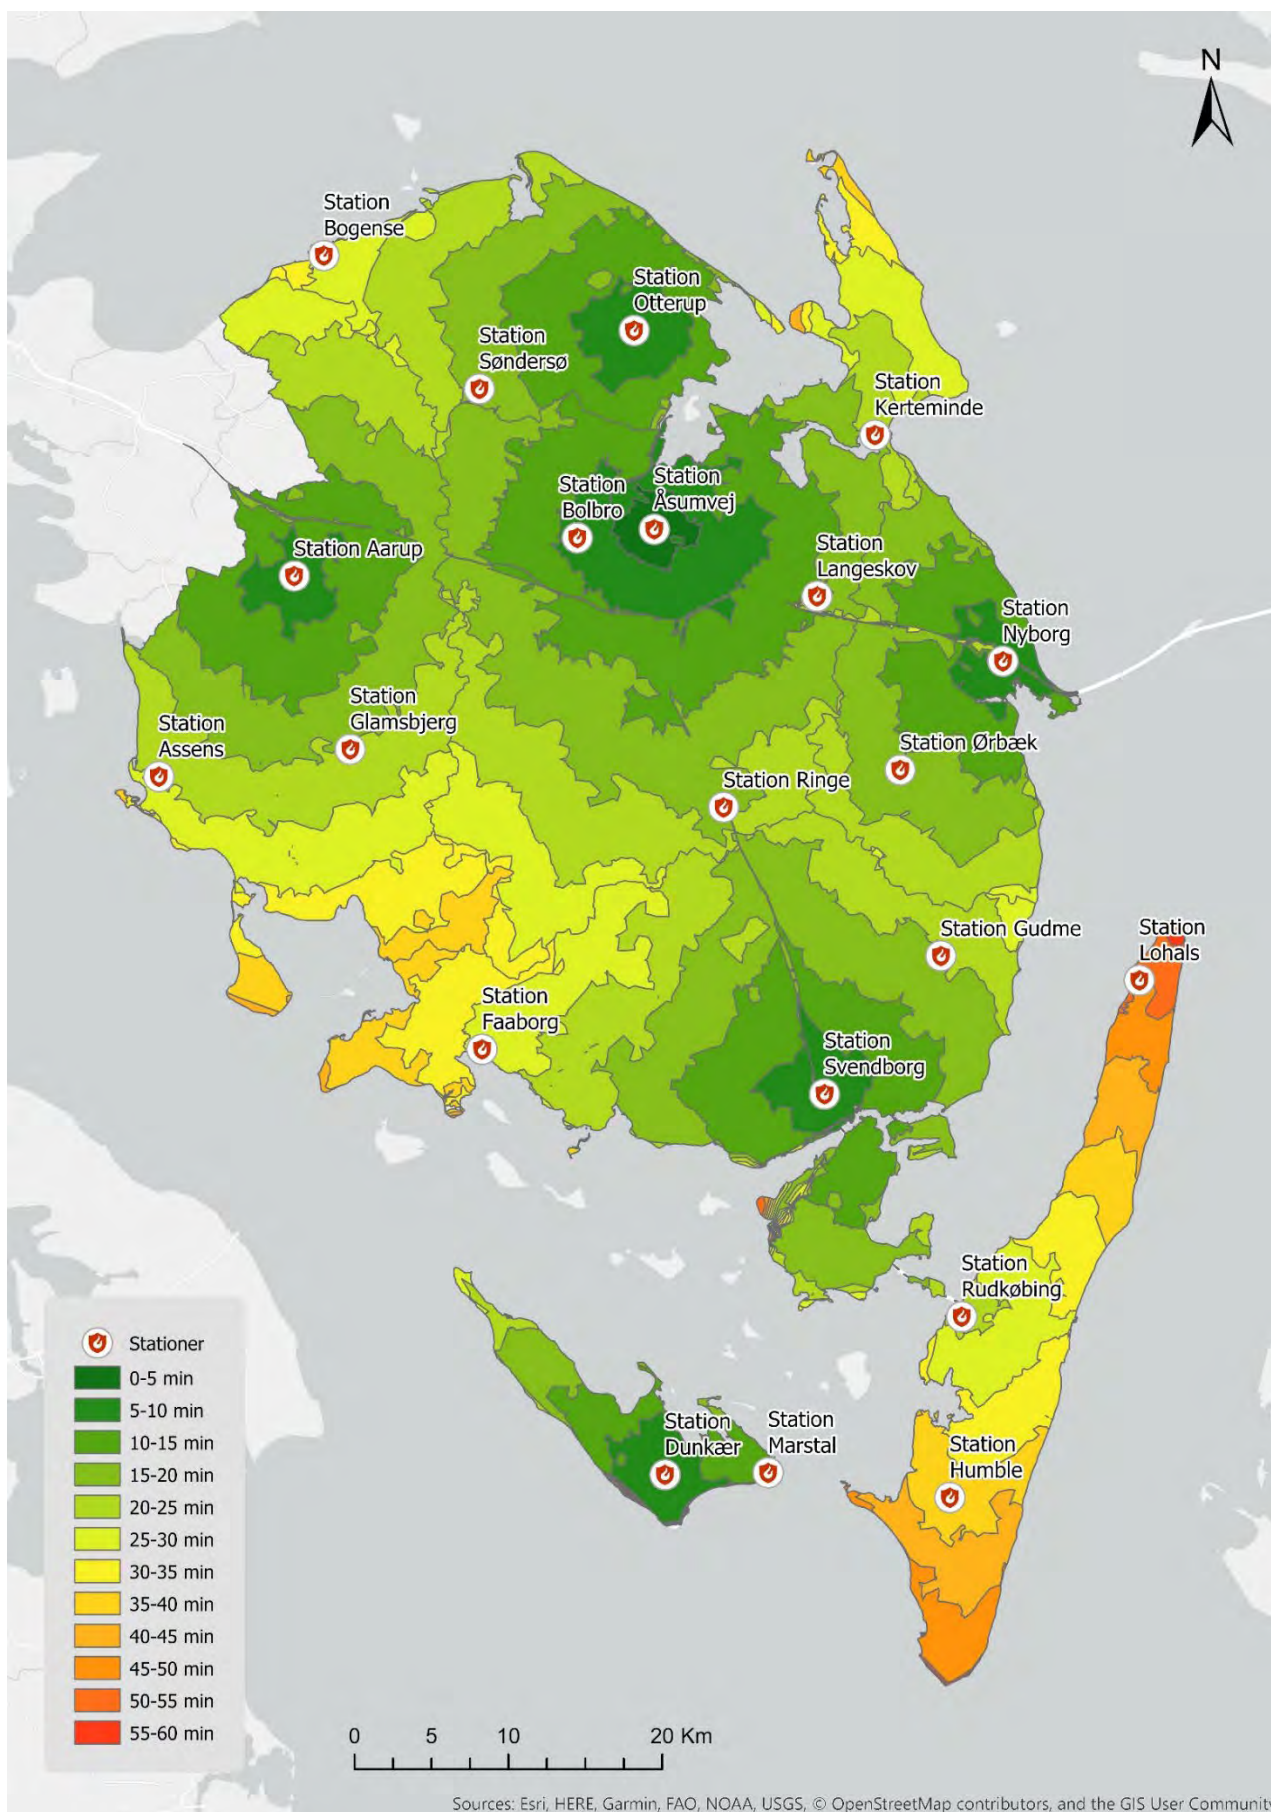 N
Station
Bogense
Station
Otterup
Station
Søndersø
Station
Kerteminde
Station
Åsumvej
Station
Bolbro
Station
Langeskov
Station Aarup
Station
Nyborg
Station
Glamsbjerg
Station
Assens
Station Ørbæk
Station Ringe
Station Gudme
Station
Lohals
Station
Faaborg
Station
Svendborg
Station
Rudkøbing
Station
Dunkær
Station
Marstal
Station
Humble
Stationer
0-5 min
5-10 min
10-15 min
15-20 min
20-25 min
25-30 min
30-35 min
35-40 min
40-45 min
45-50 min
50-55 min
55-60 min
0 5 10 20 Km
Sources: Esri, HERE, Garmin, FAO, NOAA, USGS, © OpenStreetMap contributors, and the GIS User Community